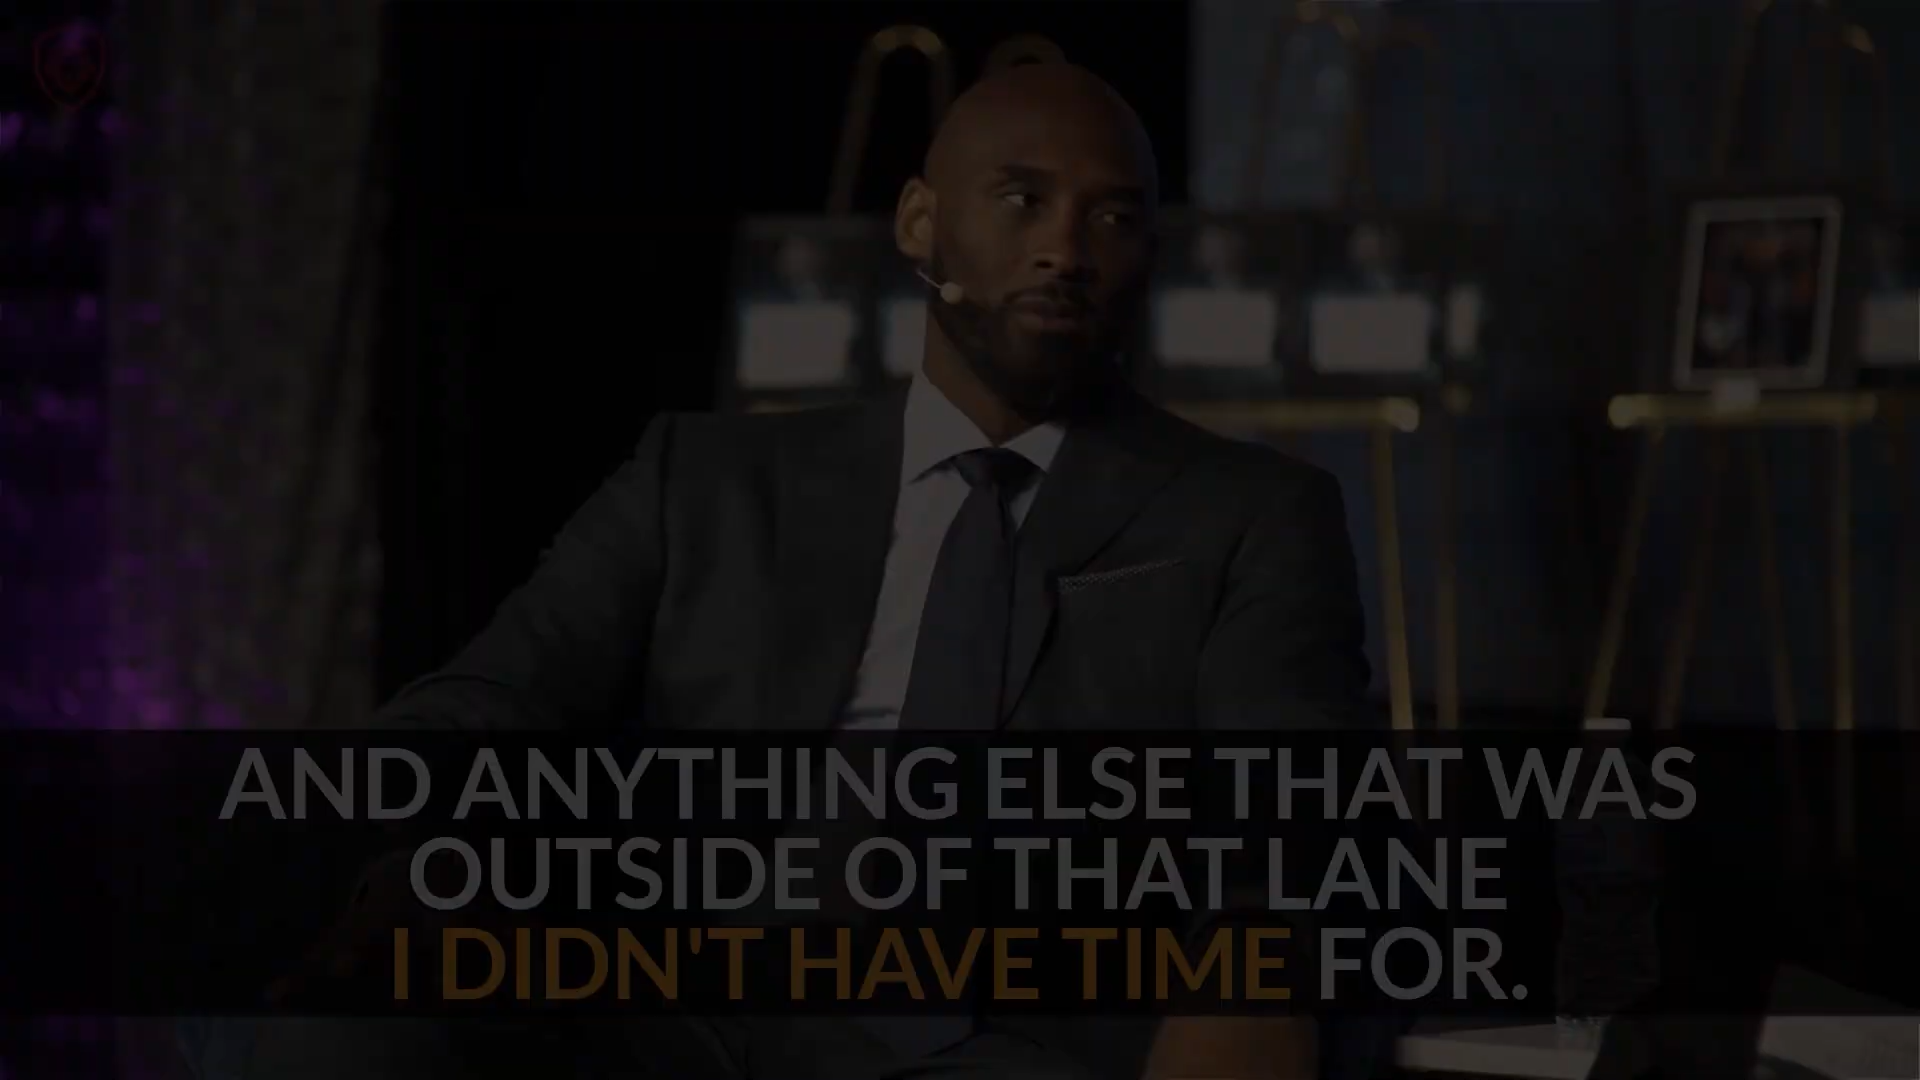 AND ANYTHING ELSE THAT WAS
OUTSIDE OF THAT LANE
I DIDN'T HAVE TIME FOR.